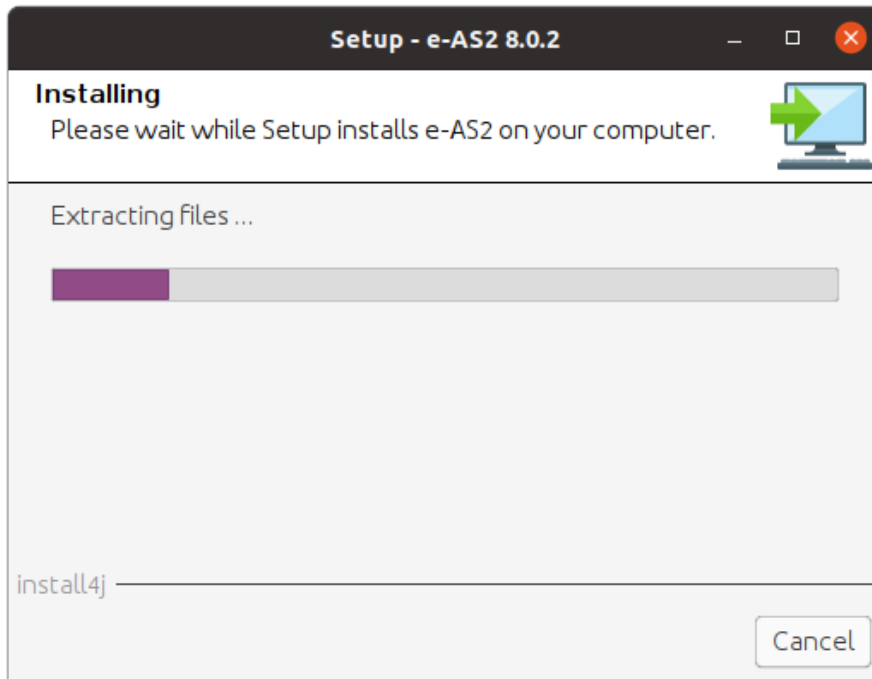 Setup - e-AS2 8.0.2
Installing
Please wait while Setup installs e-AS2 on your computer.
Extracting files ...
install4j
Cancel